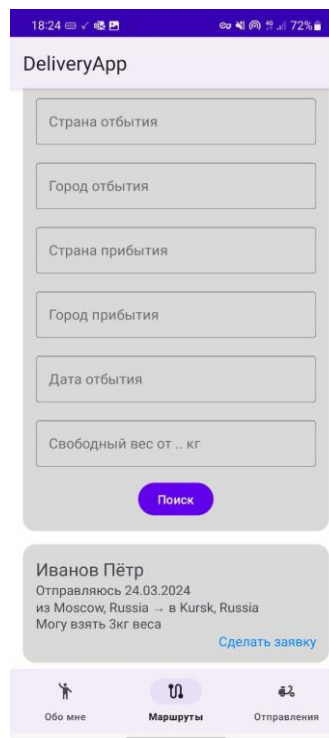 18:24
72%
DeliveryApp
Страна отбытия
Город отбытия
Страна прибытия
Город прибытия
Дата отбытия
Свободный вес от .. кг
Поиск
Иванов Пётр
Отправляюсь 24.03.2024
из Moscow, Russia → в Kursk, Russia
Могу взять 3кг веса
Сделать заявку
Обо мне
Маршруты
Отправления